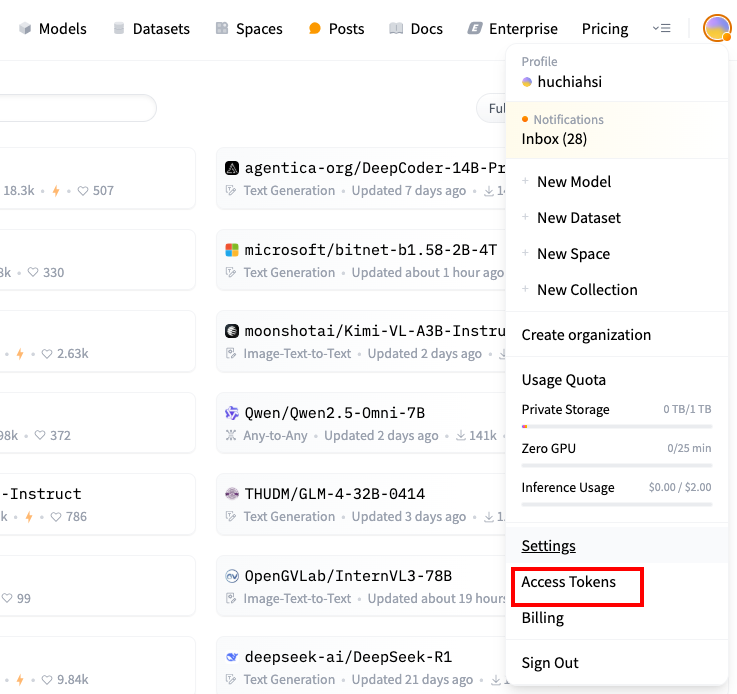 Models Datasets Spaces Posts Docs Enterprise Pricing
Profile
huchiahsi
Notifications
Inbox (28)
New Model
New Dataset
New Space
New Collection
Create organization
Usage Quota
Private Storage 0 TB/1 TB
Zero GPU 0/25 min
Inference Usage $0.00 / $2.00
Settings
Access Tokens
Billing
Sign Out
18.3k • 507
8k • 330
• 2.63k
98k • 372
-Instruct
k • 786
99
• 9.84k
Ful
agentica-org/DeepCoder-14B-Pr
Text Generation • Updated 7 days ago • 1
microsoft/bitnet-b1.58-2B-4T
Text Generation • Updated about 1 hour ago
moonshotai/Kimi-VL-A3B-Instru
Image-Text-to-Text • Updated 2 days ago •
Qwen/Qwen2.5-Omni-7B
Any-to-Any • Updated 2 days ago • 141k •
THUDM/GLM-4-32B-0414
Text Generation • Updated 3 days ago • 1.
OpenGVLab/InternVL3-78B
Image-Text-to-Text • Updated about 19 hours
deepseek-ai/DeepSeek-R1
Text Generation • Updated 21 days ago • 1